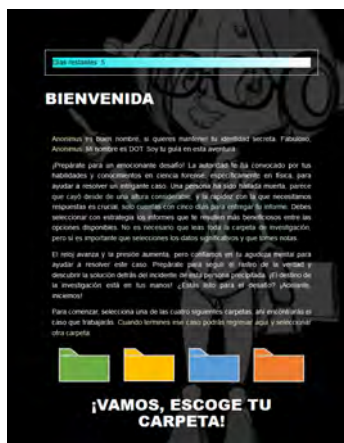 Días restantes: 5
BIENVENIDA
Anonimus es buen nombre, si quieres mantener tu identidad secreta. Fabuloso,
Anonimus. Mi nombre es DOT. Soy tu guía en esta aventura.
¡Prepárate para un emocionante desafío! La autoridad te ha convocado por tus
habilidades y conocimientos en ciencia forense, específicamente en física, para
ayudar a resolver un intrigante caso. Una persona ha sido hallada muerta, parece
que cayó desde de una altura considerable, y la rapidez con la que necesitamos
respuestas es crucial, solo cuentas con cinco días para entregar tu informe. Debes
seleccionar con estrategia los informes que te resulten más beneficiosos entre las
opciones disponibles. No es necesario que leas toda la carpeta de investigación,
pero sí es importante que selecciones los datos significativos y que tomes notas.
El reloj avanza y la presión aumenta, pero confiamos en tu agudeza mental para
ayudar a resolver este caso. Prepárate para seguir el rastro de la verdad y
descubrir la solución detrás del incidente de esta persona precipitada. ¡El destino de
la investigación está en tus manos! ¿Estás listo para el desafío? ¡Adelante,
iniciemos!
Para comenzar, selecciona una de las cuatro siguientes carpetas, ahí encontrarás el
caso que trabajarás. Cuando termines ese caso podrás regresar aquí y seleccionar
otra carpeta.
¡VAMOS, ESCOGE TU
CARPETA!